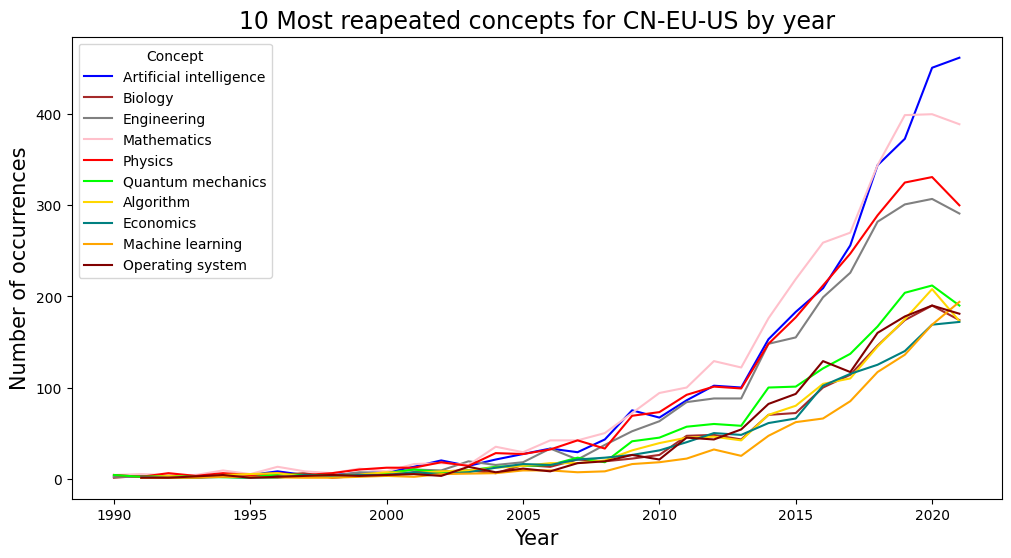 10 Most reapeated concepts for CN-EU-US by year
Number of occurrences
400
300
200
100
0
Concept
Artificial intelligence
Biology
Engineering
Mathematics
Physics
Quantum mechanics
Algorithm
Economics
Machine learning
Operating system
1990 1995 2000 2005 2010 2015 2020
Year